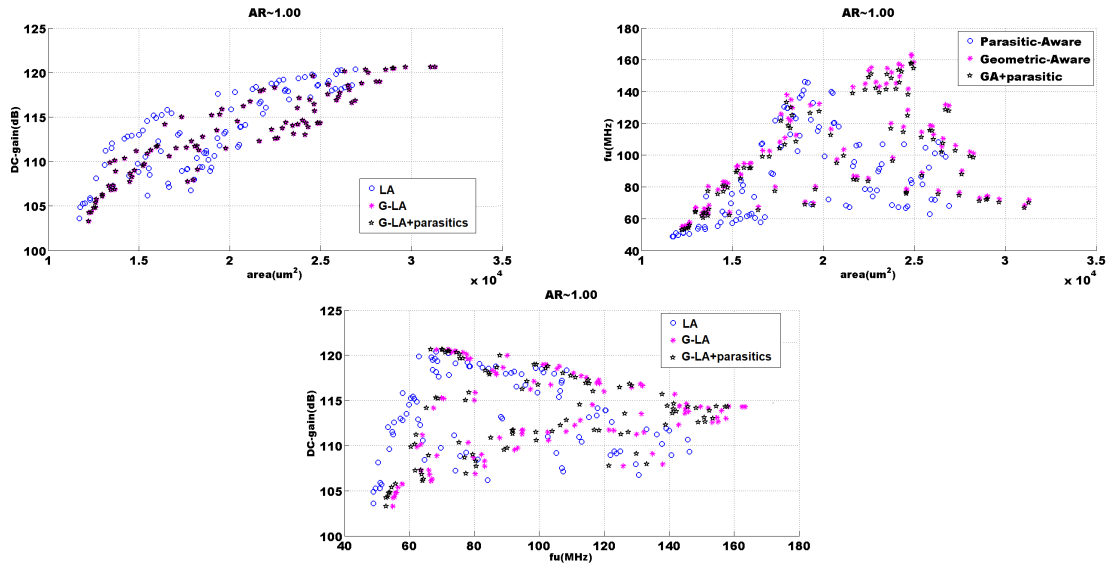 AR~1.00
DC-gain(dB)
125
120
115
110
105
100
1
1.5
2
2.5
3
3.5
area(um²)
x 10⁴
LA
G-LA
G-LA+parasitics
AR~1.00
fu(MHz)
180
160
140
120
100
80
60
40
1
1.5
2
2.5
3
3.5
area(um²)
x 10⁴
Parasitic-Aware
Geometric-Aware
GA+parasitic
AR~1.00
DC-gain(dB)
125
120
115
110
105
100
40
60
80
100
120
140
160
180
fu(MHz)
LA
G-LA
G-LA+parasitics